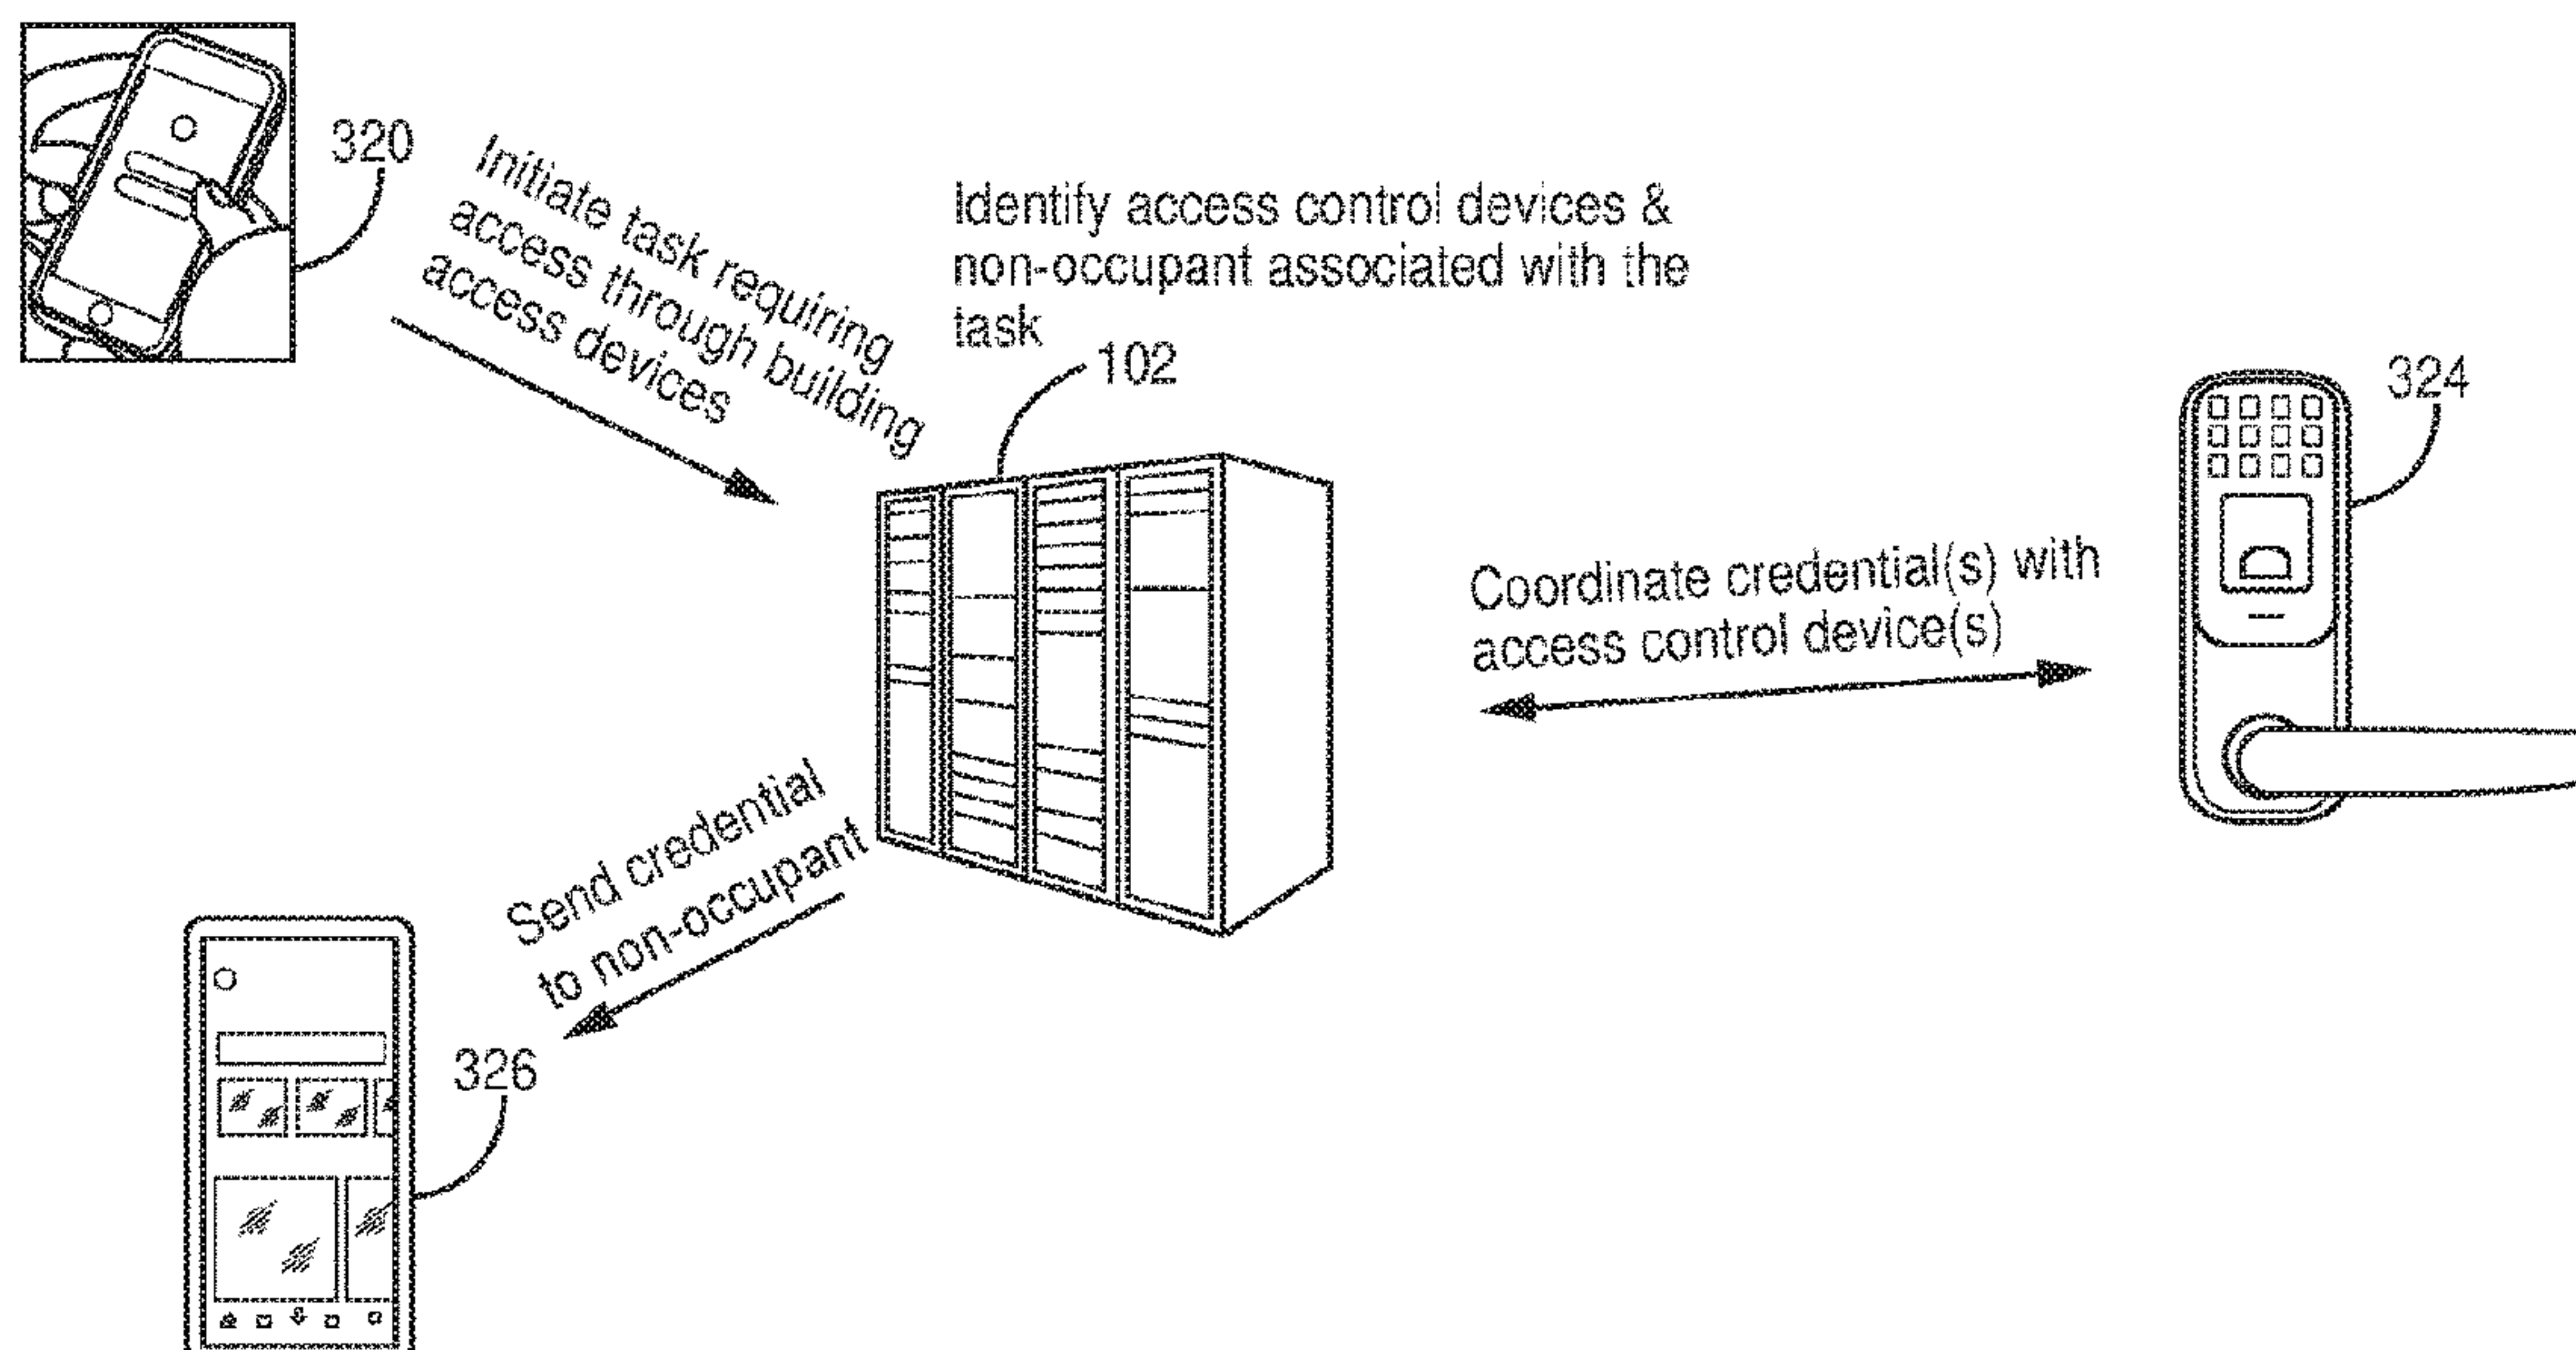 320
Initiate task requiring
access through building
access devices
Identify access control devices &
non-occupant associated with the
task
102
324
Coordinate credential(s) with
access control device(s)
Send credential
to non-occupant
326